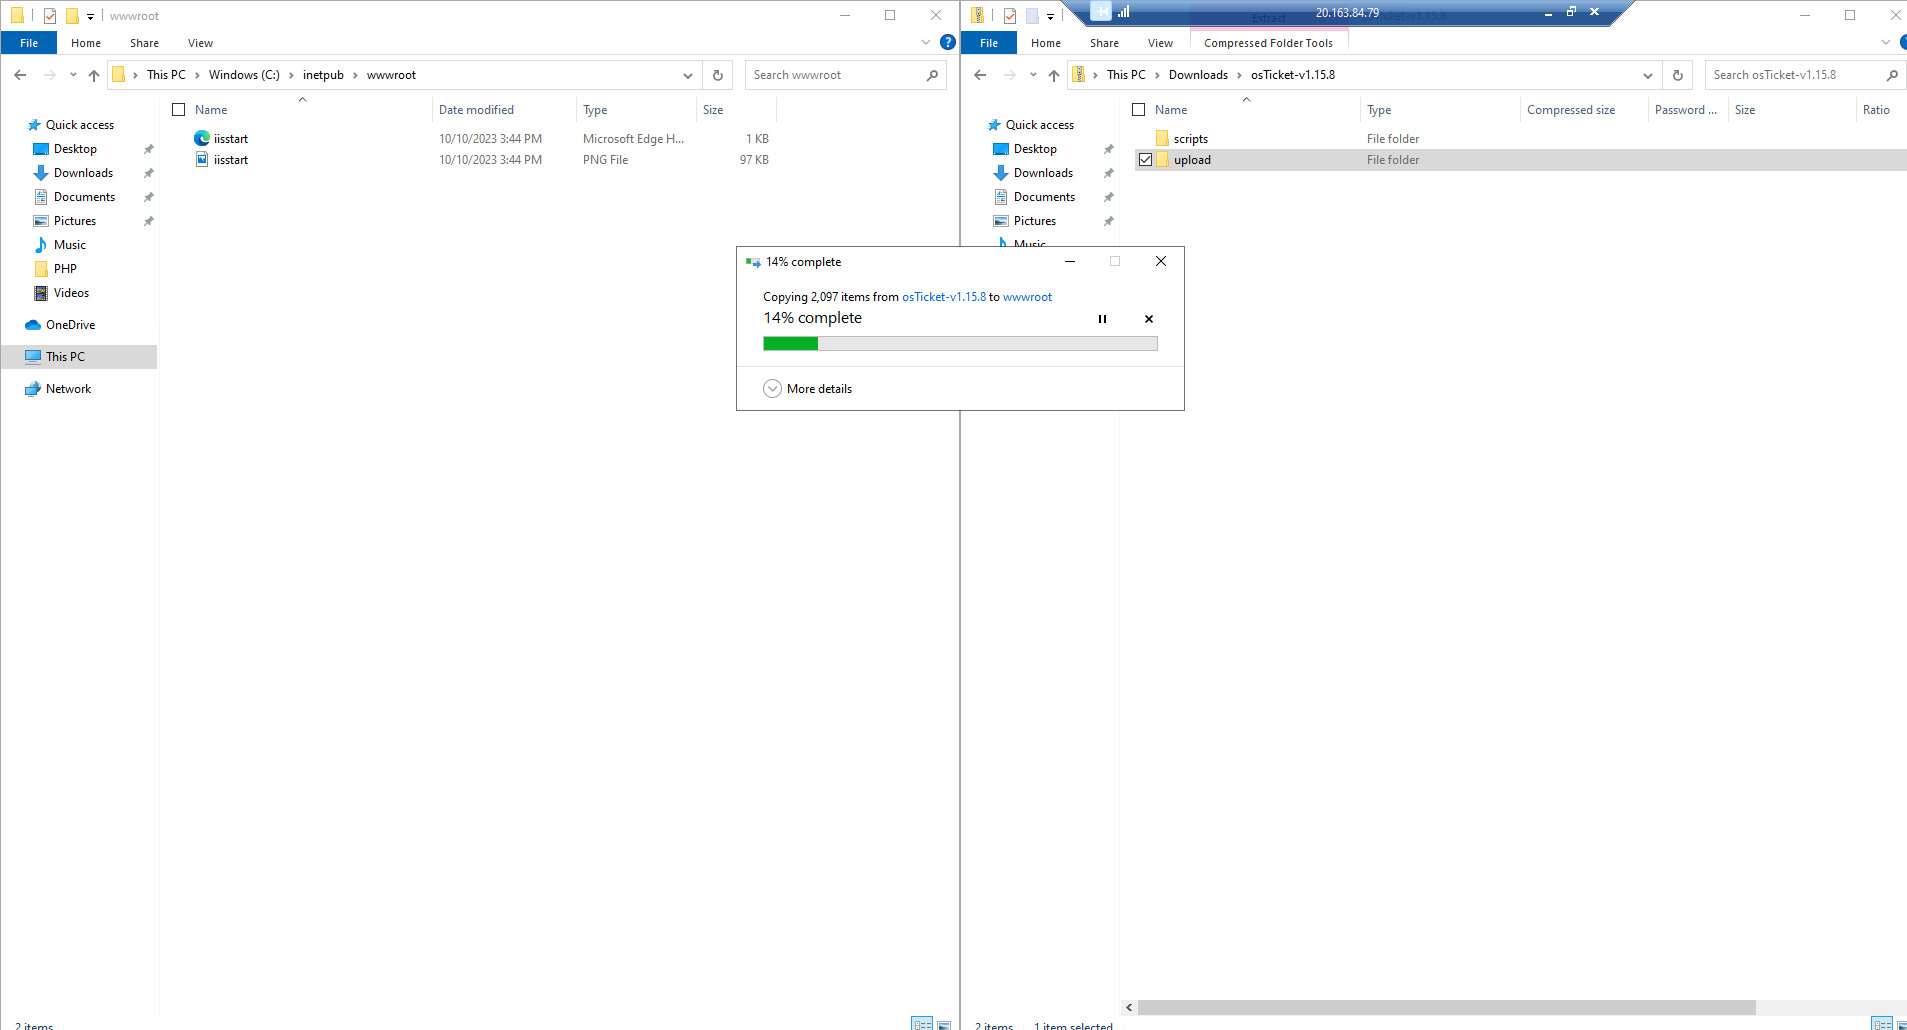 wwwroot
File Home Share View
This PC > Windows (C:) > inetpub > wwwroot
Search wwwroot
Name Date modified Type Size
Quick access
Desktop
Downloads
Documents
Pictures
Music
PHP
Videos
OneDrive
This PC
Network
iisstart 10/10/2023 3:44 PM Microsoft Edge H... 1 KB
iisstart 10/10/2023 3:44 PM PNG File 97 KB
2 items
Extract 20.163.84.79
File Home Share View Compressed Folder Tools
This PC > Downloads > osTicket-v1.15.8
Search osTicket-v1.15.8
Name Type Compressed size Password ... Size Ratio
Quick access
Desktop
Downloads
Documents
Pictures
Music
scripts File folder
upload File folder
14% complete
Copying 2,097 items from osTicket-v1.15.8 to wwwroot
14% complete
More details
2 items 1 item selected